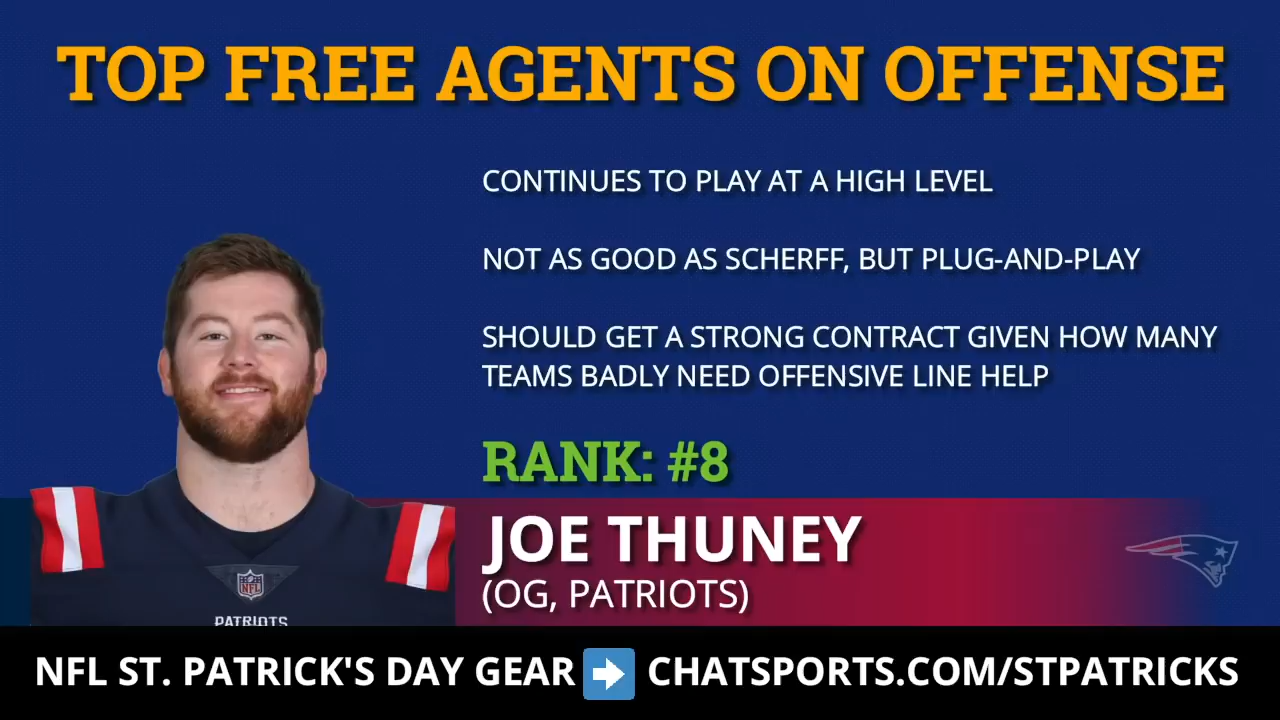 TOP FREE AGENTS ON OFFENSE
CONTINUES TO PLAY AT A HIGH LEVEL
NOT AS GOOD AS SCHERFF, BUT PLUG-AND-PLAY
SHOULD GET A STRONG CONTRACT GIVEN HOW MANY
TEAMS BADLY NEED OFFENSIVE LINE HELP
RANK: #8
JOE THUNEY
(OG, PATRIOTS)
NFL
PATRIOTS
NFL ST. PATRICK'S DAY GEAR ➡ CHATSPORTS.COM/STPATRICKS